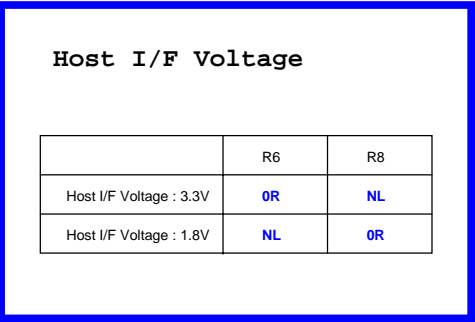 Host I/F Voltage
R6 R8
Host I/F Voltage : 3.3V 0R NL
Host I/F Voltage : 1.8V NL 0R